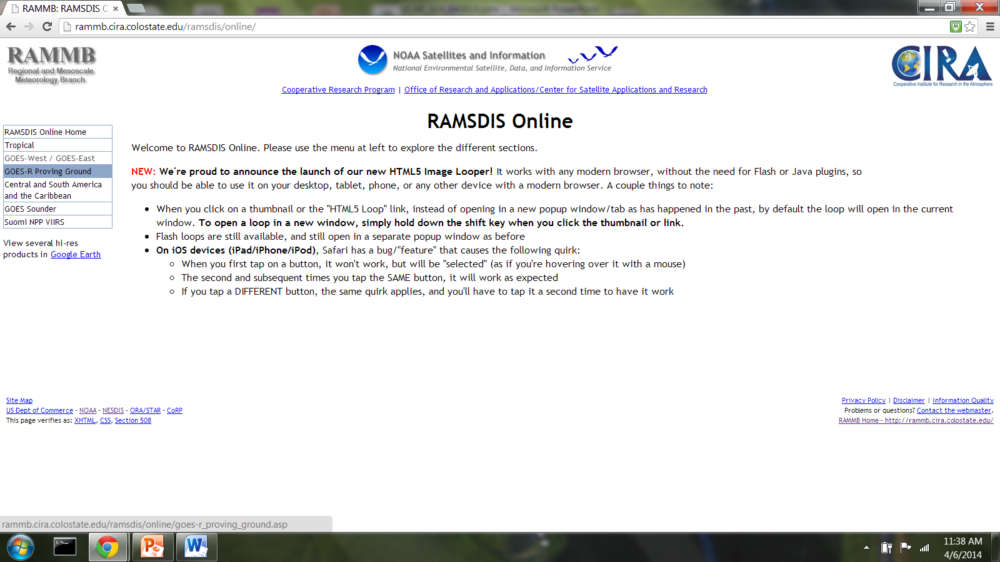 RAMMB: RAMSDIS O
rammb.cira.colostate.edu/ramsdis/online/
RAMMB
Regional and Mesoscale
Meteorology Branch
NOAA Satellites and Information
National Environmental Satellite, Data, and Information Service
CIRA
Cooperative Institute for Research in the Atmosphere
Cooperative Research Program | Office of Research and Applications/Center for Satellite Applications and Research
RAMSDIS Online
RAMSDIS Online Home
Tropical
GOES-West / GOES-East
GOES-R Proving Ground
Central and South America
and the Caribbean
GOES Sounder
Suomi NPP VIIRS
View several hi-res
products in Google Earth
Welcome to RAMSDIS Online. Please use the menu at left to explore the different sections.
NEW: We're proud to announce the launch of our new HTML5 Image Looper! It works with any modern browser, without the need for Flash or Java plugins, so
you should be able to use it on your desktop, tablet, phone, or any other device with a modern browser. A couple things to note:
When you click on a thumbnail or the "HTML5 Loop" link, instead of opening in a new popup window/tab as has happened in the past, by default the loop will open in the current
window. To open a loop in a new window, simply hold down the shift key when you click the thumbnail or link.
Flash loops are still available, and still open in a separate popup window as before
On iOS devices (iPad/iPhone/iPod), Safari has a bug/"feature" that causes the following quirk:
When you first tap on a button, it won't work, but will be "selected" (as if you're hovering over it with a mouse)
The second and subsequent times you tap the SAME button, it will work as expected
If you tap a DIFFERENT button, the same quirk applies, and you'll have to tap it a second time to have it work
Site Map
US Dept of Commerce - NOAA - NESDIS - ORA/STAR - CoRP
This page verifies as: XHTML, CSS, Section 508
Privacy Policy | Disclaimer | Information Quality
Problems or questions? Contact the webmaster.
RAMMB Home - http://rammb.cira.colostate.edu/
rammb.cira.colostate.edu/ramsdis/online/goes-r_proving_ground.asp
11:38 AM
4/6/2014